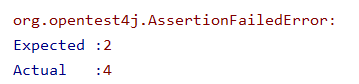 org.opentest4j.AssertionFailedError:
Expected :2
Actual   :4